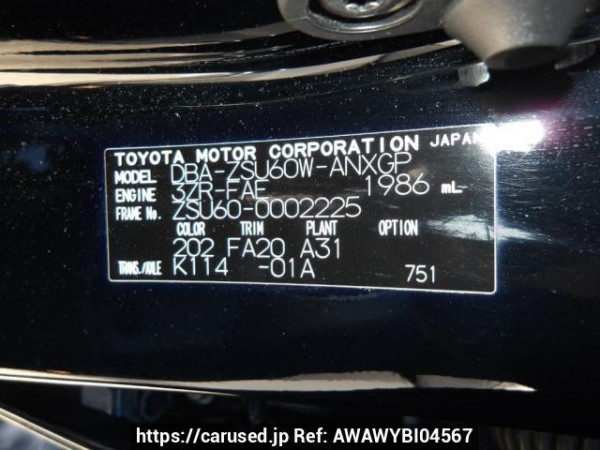 TOYOTA MOTOR CORPORATION JAPAN
MODEL DBA-ZSU60W-ANXGP
ENGINE 3ZR-FAE 1986 mL
FRAME No. ZSU60-0002225
COLOR TRIM PLANT OPTION
202 FA20 A31
TRANS./AXLE K114 -01A 751
https://carused.jp Ref: AWAWYBI04567